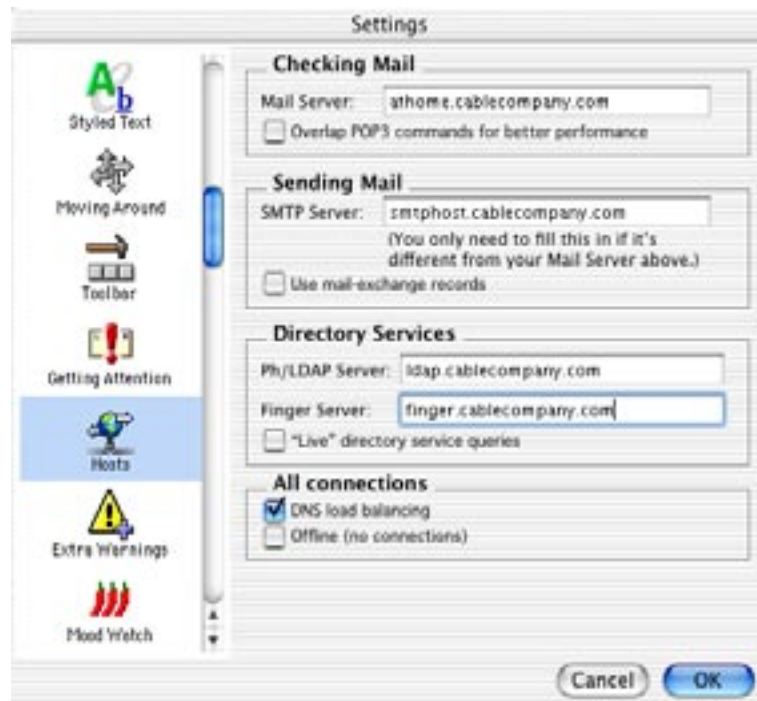 Settings
Styled Text
Moving Around
Toolbar
Getting Attention
Hosts
Extra Warnings
Mood Watch
Checking Mail
Mail Server: athome.cablecompany.com
Overlap POP3 commands for better performance
Sending Mail
SMTP Server: smtphost.cablecompany.com
(You only need to fill this in if it's
different from your Mail Server above.)
Use mail-exchange records
Directory Services
Ph/LDAP Server: ldap.cablecompany.com
Finger Server: finger.cablecompany.com
"Live" directory service queries
All connections
DNS load balancing
Offline (no connections)
Cancel OK